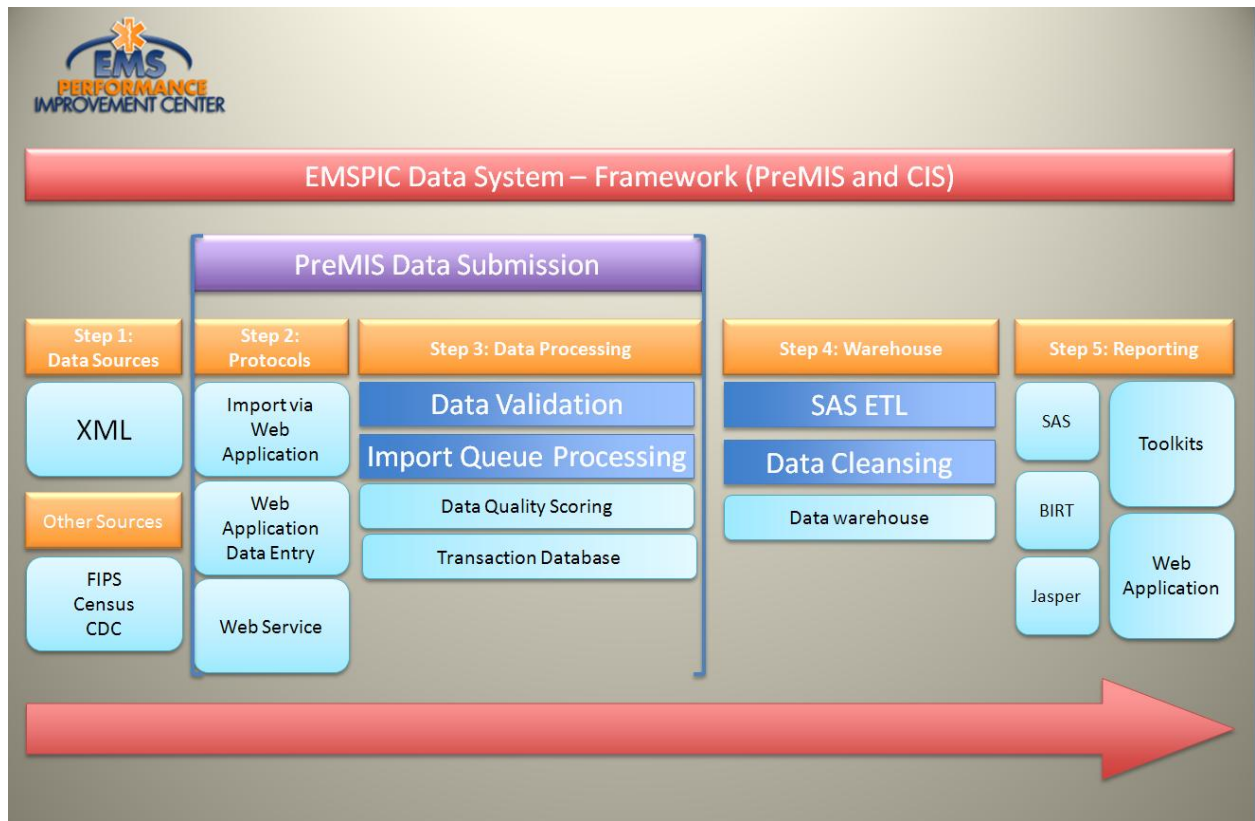 EMS
PERFORMANCE
IMPROVEMENT CENTER
EMSPIC Data System – Framework (PreMIS and CIS)
PreMIS Data Submission
Step 1:
Data Sources
XML
Other Sources
FIPS
Census
CDC
Step 2:
Protocols
Import via
Web
Application
Web
Application
Data Entry
Web Service
Step 3: Data Processing
Data Validation
Import Queue Processing
Data Quality Scoring
Transaction Database
Step 4: Warehouse
SAS ETL
Data Cleansing
Data warehouse
Step 5: Reporting
SAS
BIRT
Jasper
Toolkits
Web
Application